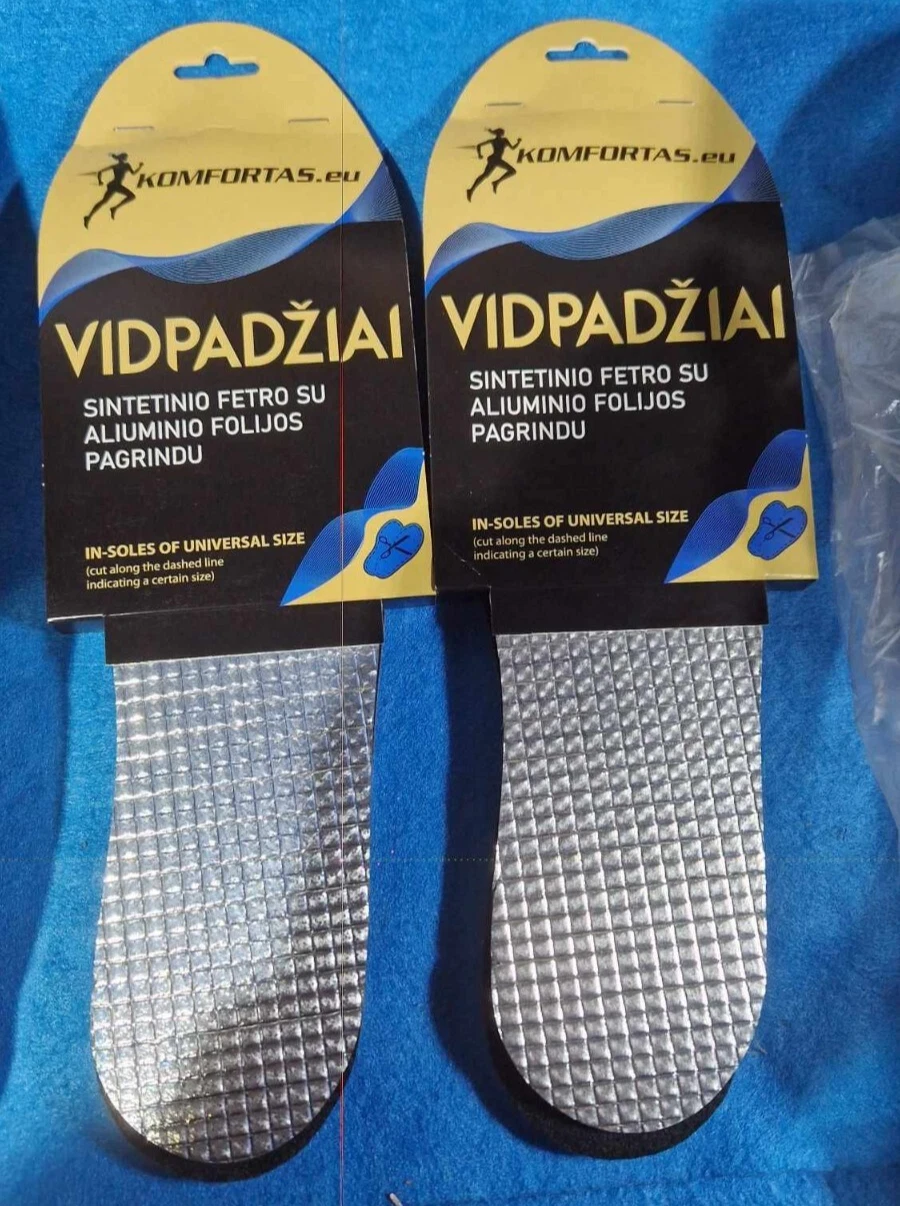 KOMFORTAS.eu
VIDPADŽIAI
SINTETINIO FETRO SU
ALIUMINIO FOLIJOS
PAGRINDU
IN-SOLES OF UNIVERSAL SIZE
(cut along the dashed line
indicating a certain size)
KOMFORTAS.eu
VIDPADŽIAI
SINTETINIO FETRO SU
ALIUMINIO FOLIJOS
PAGRINDU
IN-SOLES OF UNIVERSAL SIZE
(cut along the dashed line
indicating a certain size)